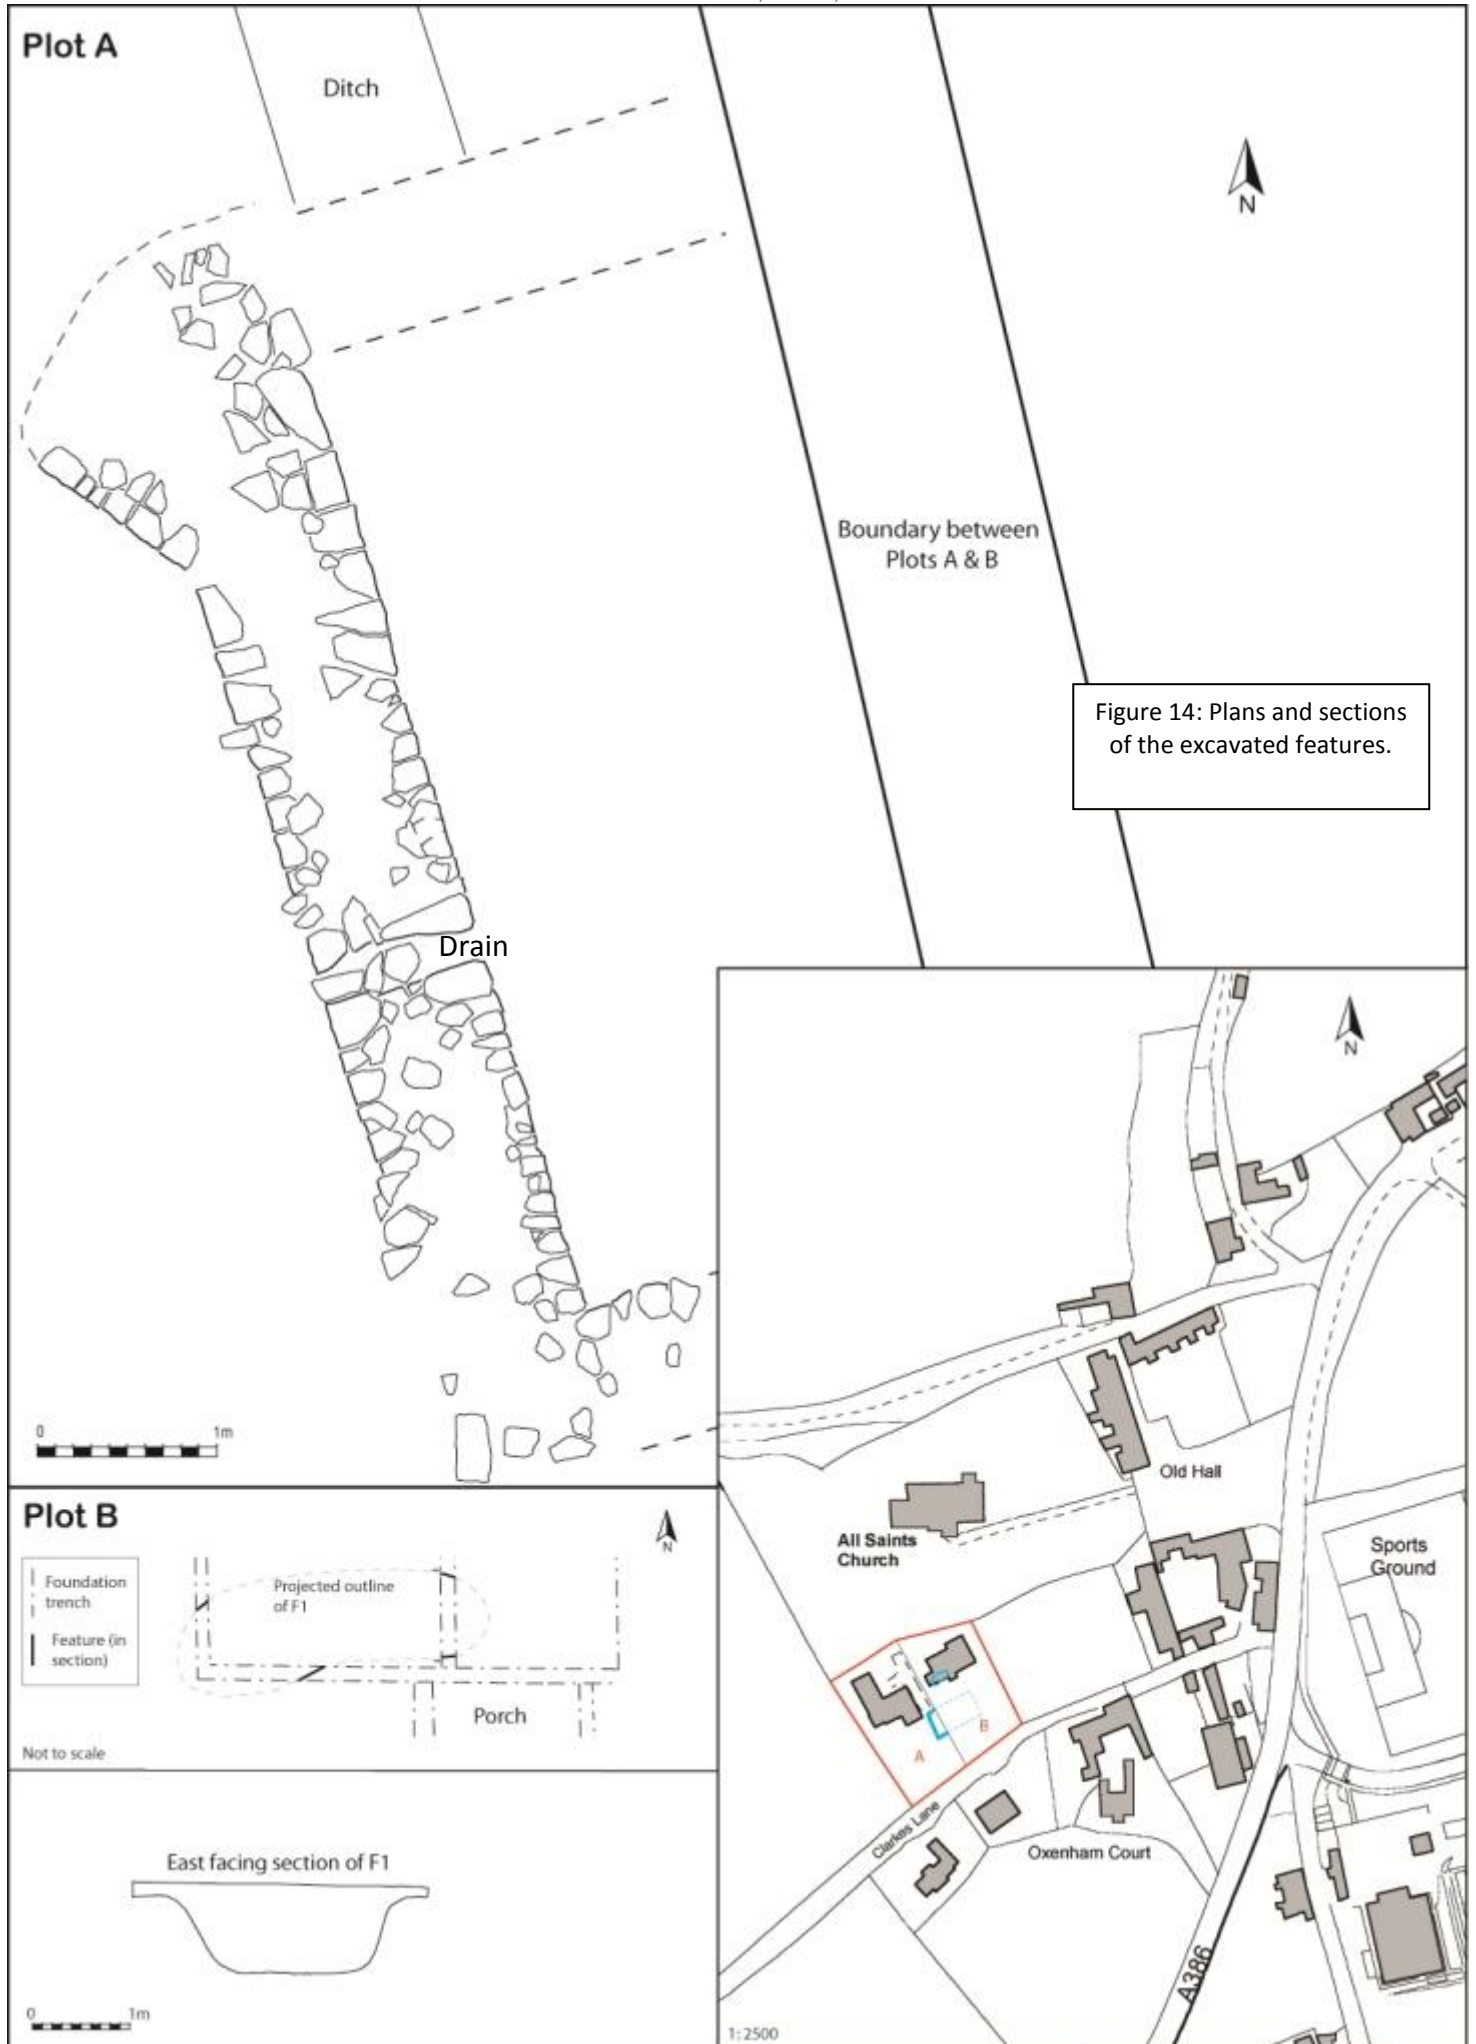 Plot A
Ditch
N
Boundary between
Plots A & B
Figure 14: Plans and sections
of the excavated features.
Drain
0 1m
Plot B
N
Foundation
trench
Feature (in
section)
Projected outline
of F1
Porch
Not to scale
East facing section of F1
0 1m
N
Old Hall
All Saints
Church
Sports
Ground
B
A
Clarkes Lane
Oxenham Court
A386
1: 2500